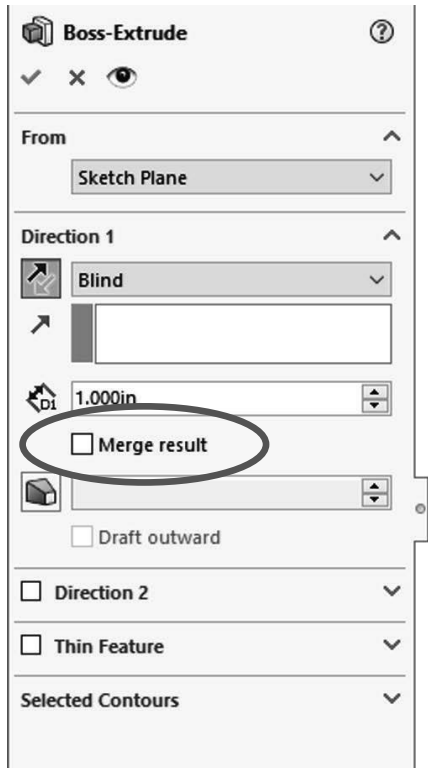 Boss-Extrude
From
Sketch Plane
Direction 1
Blind
D1 1.000in
Merge result
Draft outward
Direction 2
Thin Feature
Selected Contours